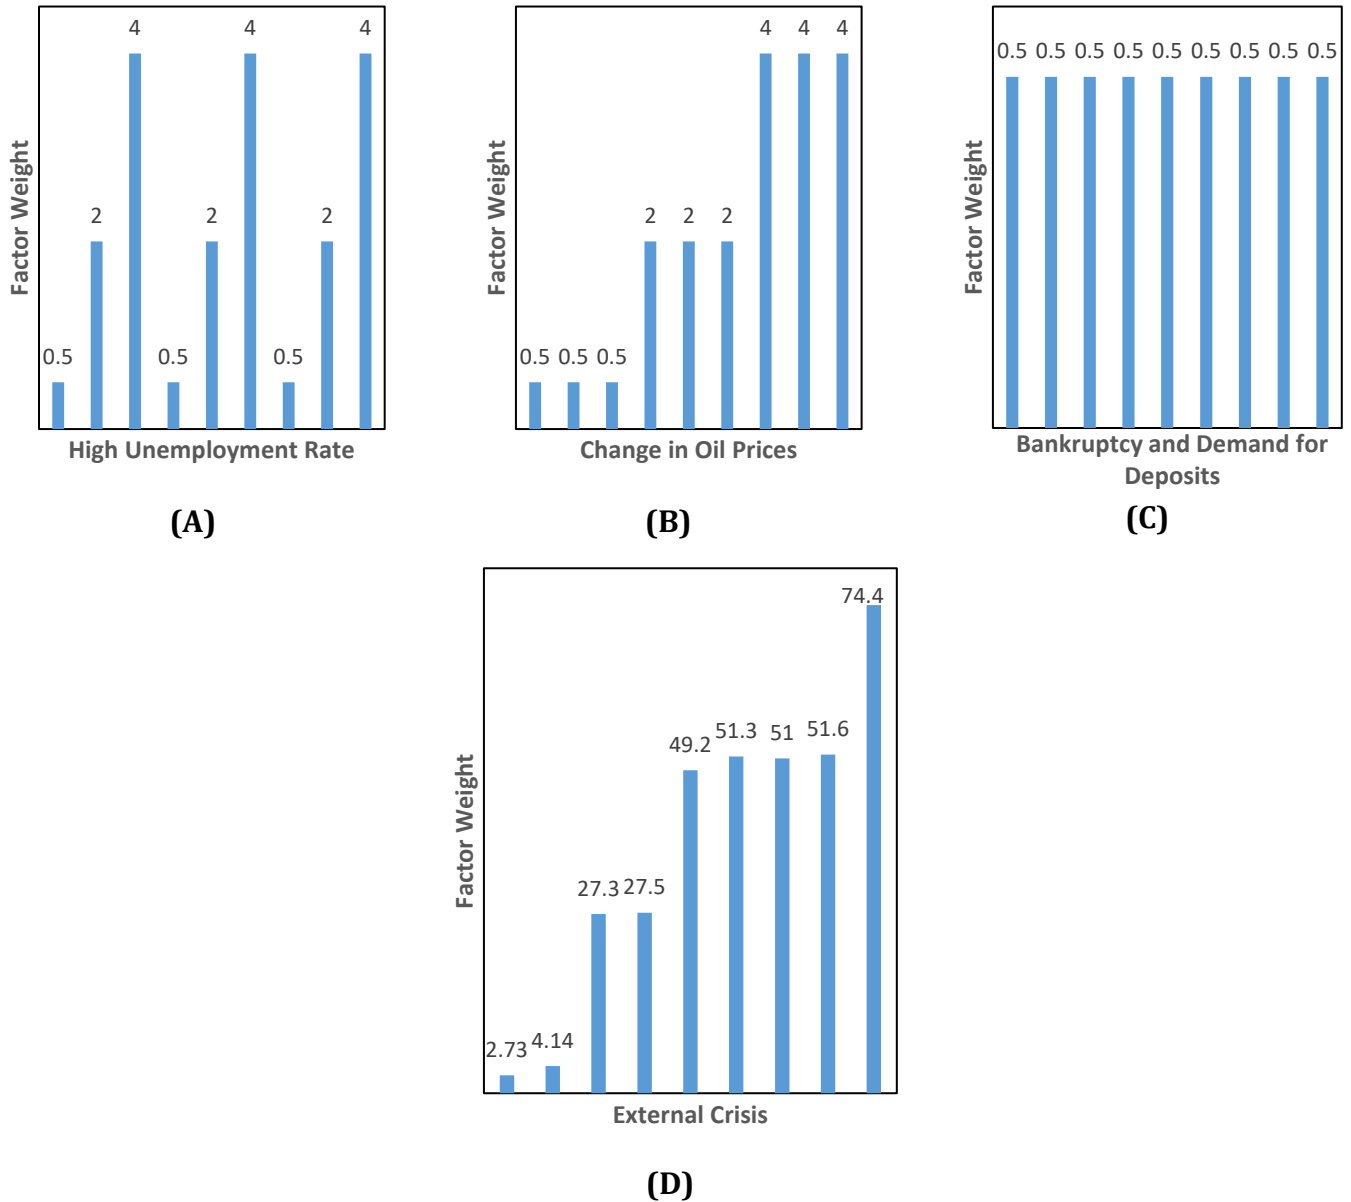 4 4 4
2 2 2
0.5 0.5 0.5
Factor Weight
High Unemployment Rate
(A)
4 4 4
2 2 2
0.5 0.5 0.5
Factor Weight
Change in Oil Prices
(B)
0.5 0.5 0.5 0.5 0.5 0.5 0.5 0.5 0.5
Factor Weight
Bankruptcy and Demand for
Deposits
(C)
74.4
49.2 51.3 51 51.6
27.3 27.5
2.73 4.14
Factor Weight
External Crisis
(D)